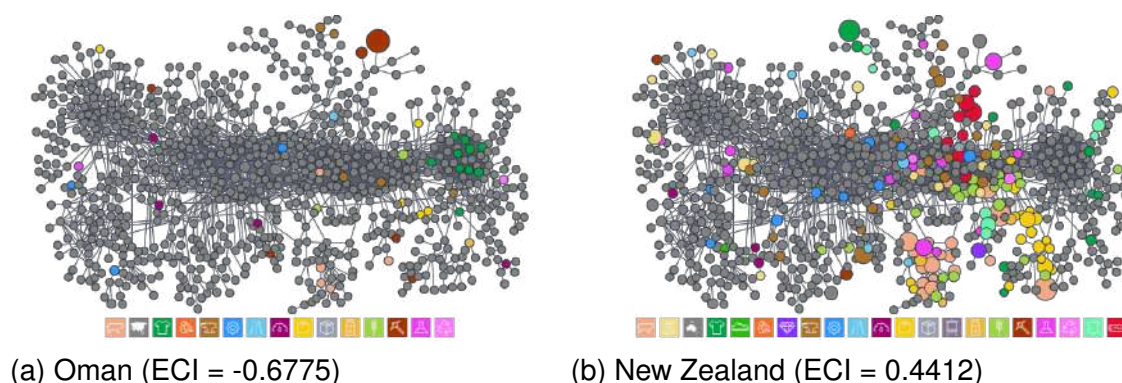 (a) Oman (ECI = -0.6775)
(b) New Zealand (ECI = 0.4412)